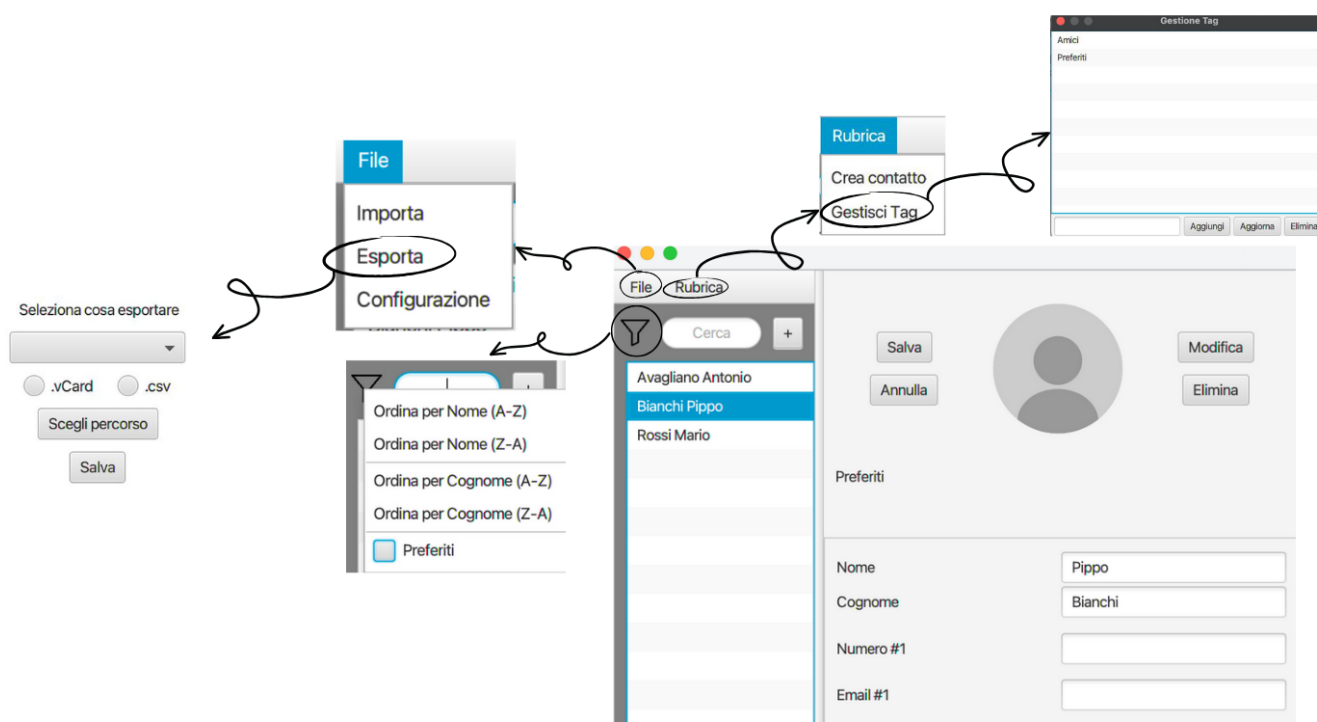 Gestione Tag
Amici
Preferiti
Aggiungi Aggiorna Elimina
Rubrica
Crea contatto
Gestisci Tag
File
Importa
Esporta
Configurazione
Seleziona cosa esportare
.vCard .csv
Scegli percorso
Salva
Ordina per Nome (A-Z)
Ordina per Nome (Z-A)
Ordina per Cognome (A-Z)
Ordina per Cognome (Z-A)
Preferiti
File Rubrica
Cerca +
Avagliano Antonio
Bianchi Pippo
Rossi Mario
Salva Modifica
Annulla Elimina
Preferiti
Nome Pippo
Cognome Bianchi
Numero #1
Email #1